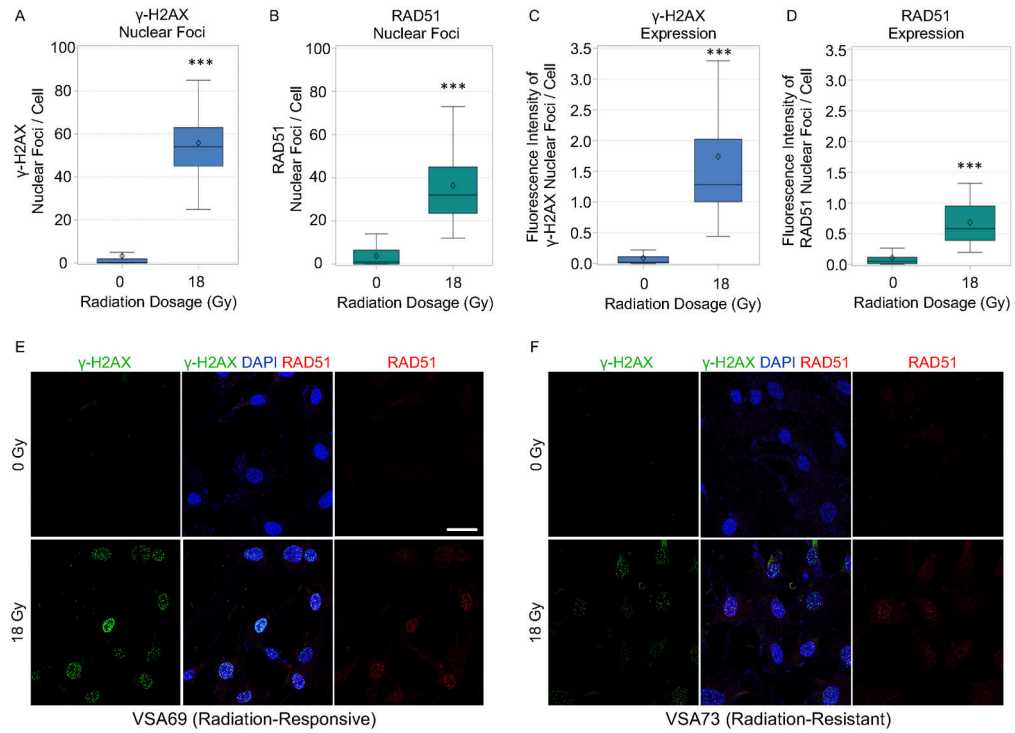 A
γ-H2AX
Nuclear Foci
γ-H2AX
Nuclear Foci / Cell
100
80
60
40
20
0
***
0
18
Radiation Dosage (Gy)
B
RAD51
Nuclear Foci
RAD51
Nuclear Foci / Cell
100
80
60
40
20
0
***
0
18
Radiation Dosage (Gy)
C
γ-H2AX
Expression
Fluorescence Intensity of
γ-H2AX Nuclear Foci / Cell
3.5
3.0
2.5
2.0
1.5
1.0
0.5
0.0
***
0
18
Radiation Dosage (Gy)
D
RAD51
Expression
Fluorescence Intensity of
RAD51 Nuclear Foci / Cell
3.5
3.0
2.5
2.0
1.5
1.0
0.5
0.0
***
0
18
Radiation Dosage (Gy)
E
γ-H2AX
γ-H2AX DAPI RAD51
RAD51
0 Gy
18 Gy
VSA69 (Radiation-Responsive)
F
γ-H2AX
γ-H2AX DAPI RAD51
RAD51
0 Gy
18 Gy
VSA73 (Radiation-Resistant)